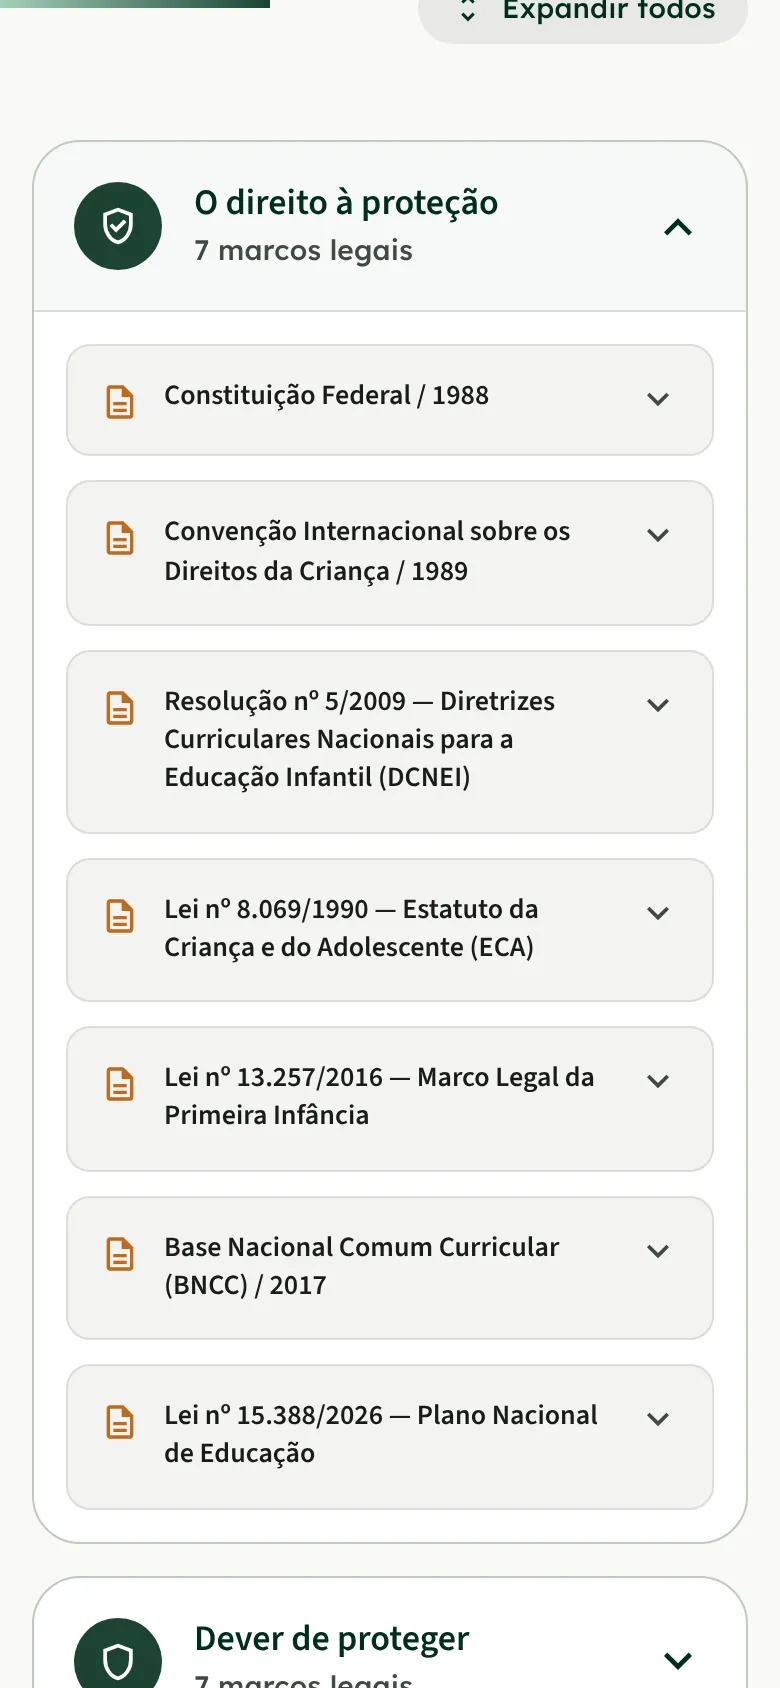 Expandir todos
O direito à proteção
7 marcos legais
Constituição Federal / 1988
Convenção Internacional sobre os
Direitos da Criança / 1989
Resolução nº 5/2009 — Diretrizes
Curriculares Nacionais para a
Educação Infantil (DCNEI)
Lei nº 8.069/1990 — Estatuto da
Criança e do Adolescente (ECA)
Lei nº 13.257/2016 — Marco Legal da
Primeira Infância
Base Nacional Comum Curricular
(BNCC) / 2017
Lei nº 15.388/2026 — Plano Nacional
de Educação
Dever de proteger
7 marcos legais